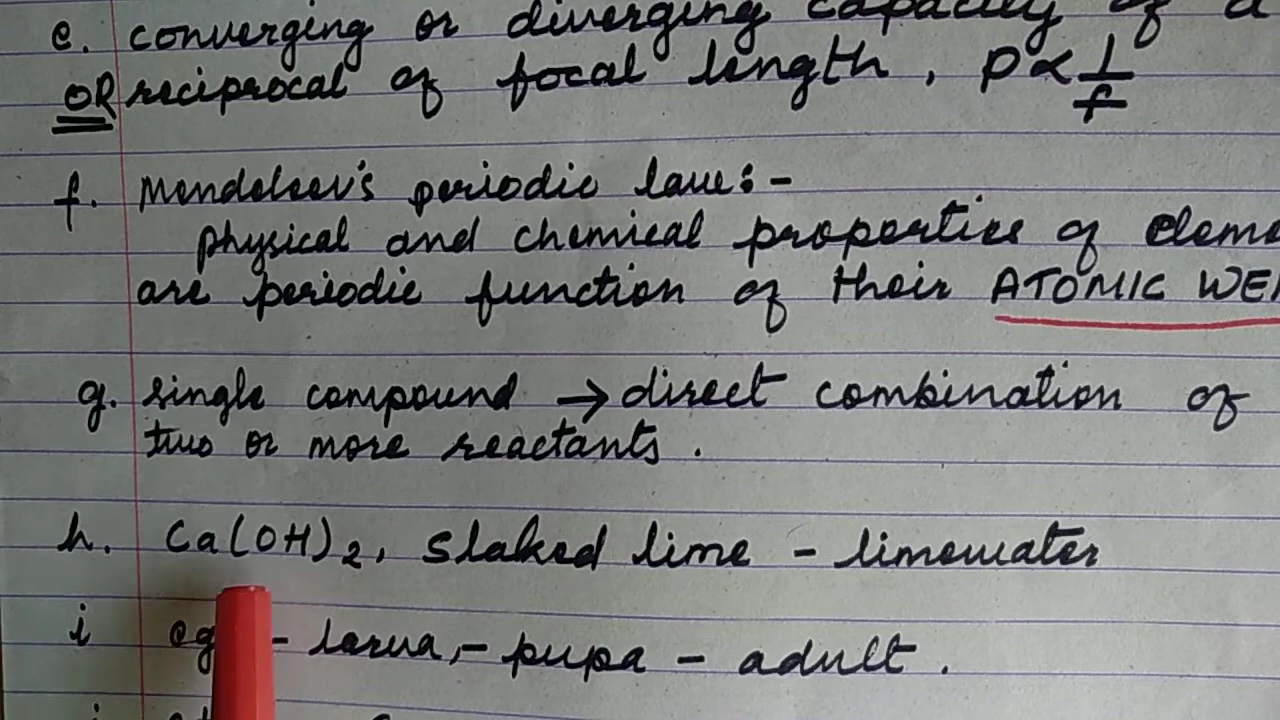 e. converging or diverging capacity of a
OR reciprocal of focal length, P ∝ 1/f
f. Mendeleev's periodic law:-
physical and chemical properties of
are periodic function of their ATOMIC
g. single compound → direct combination of
two or more reactants.
h. Ca(OH)2, slaked lime - limewater
i - larva, - pupa - adult.